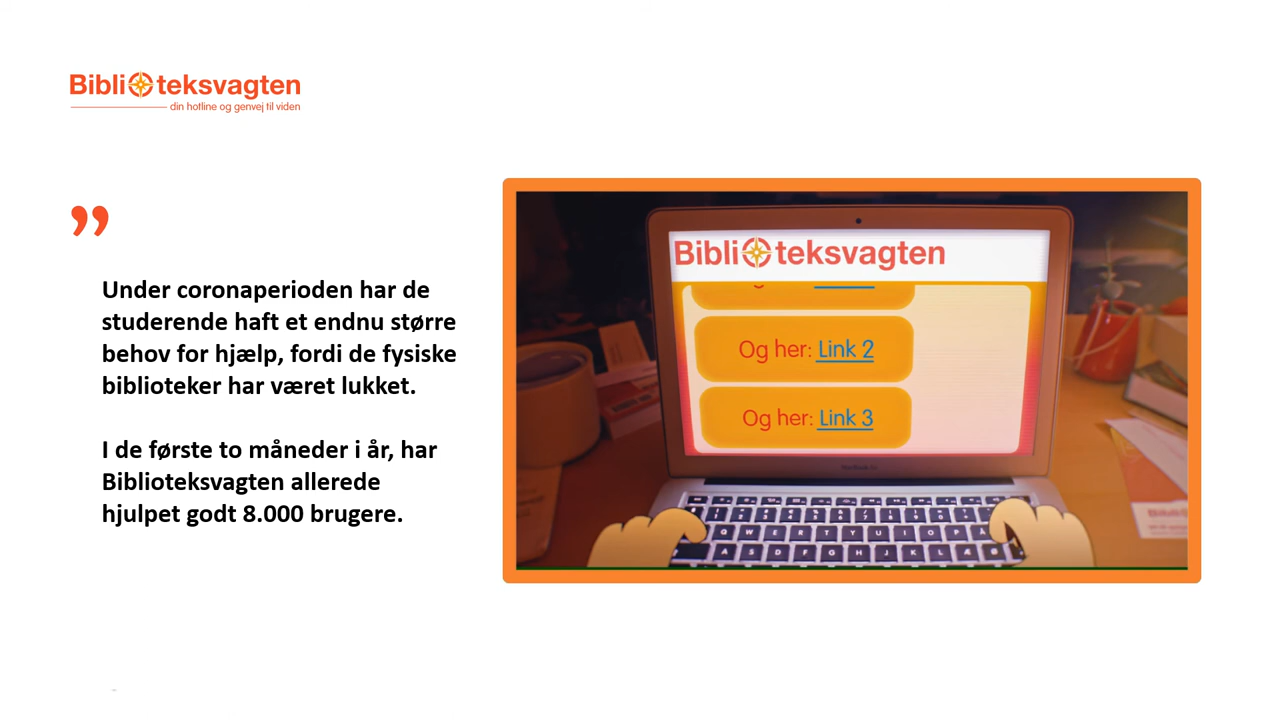 Bibli teksvagten
din hotline og genvej til viden
”
Under coronaperioden har de
studerende haft et endnu større
behov for hjælp, fordi de fysiske
biblioteker har været lukket.
I de første to måneder i år, har
Biblioteksvagten allerede
hjulpet godt 8.000 brugere.
Bibli teksvagten
Og her: Link 2
Og her: Link 3
Q W E R T Y U I O P Å
A S D F G H J K L Æ